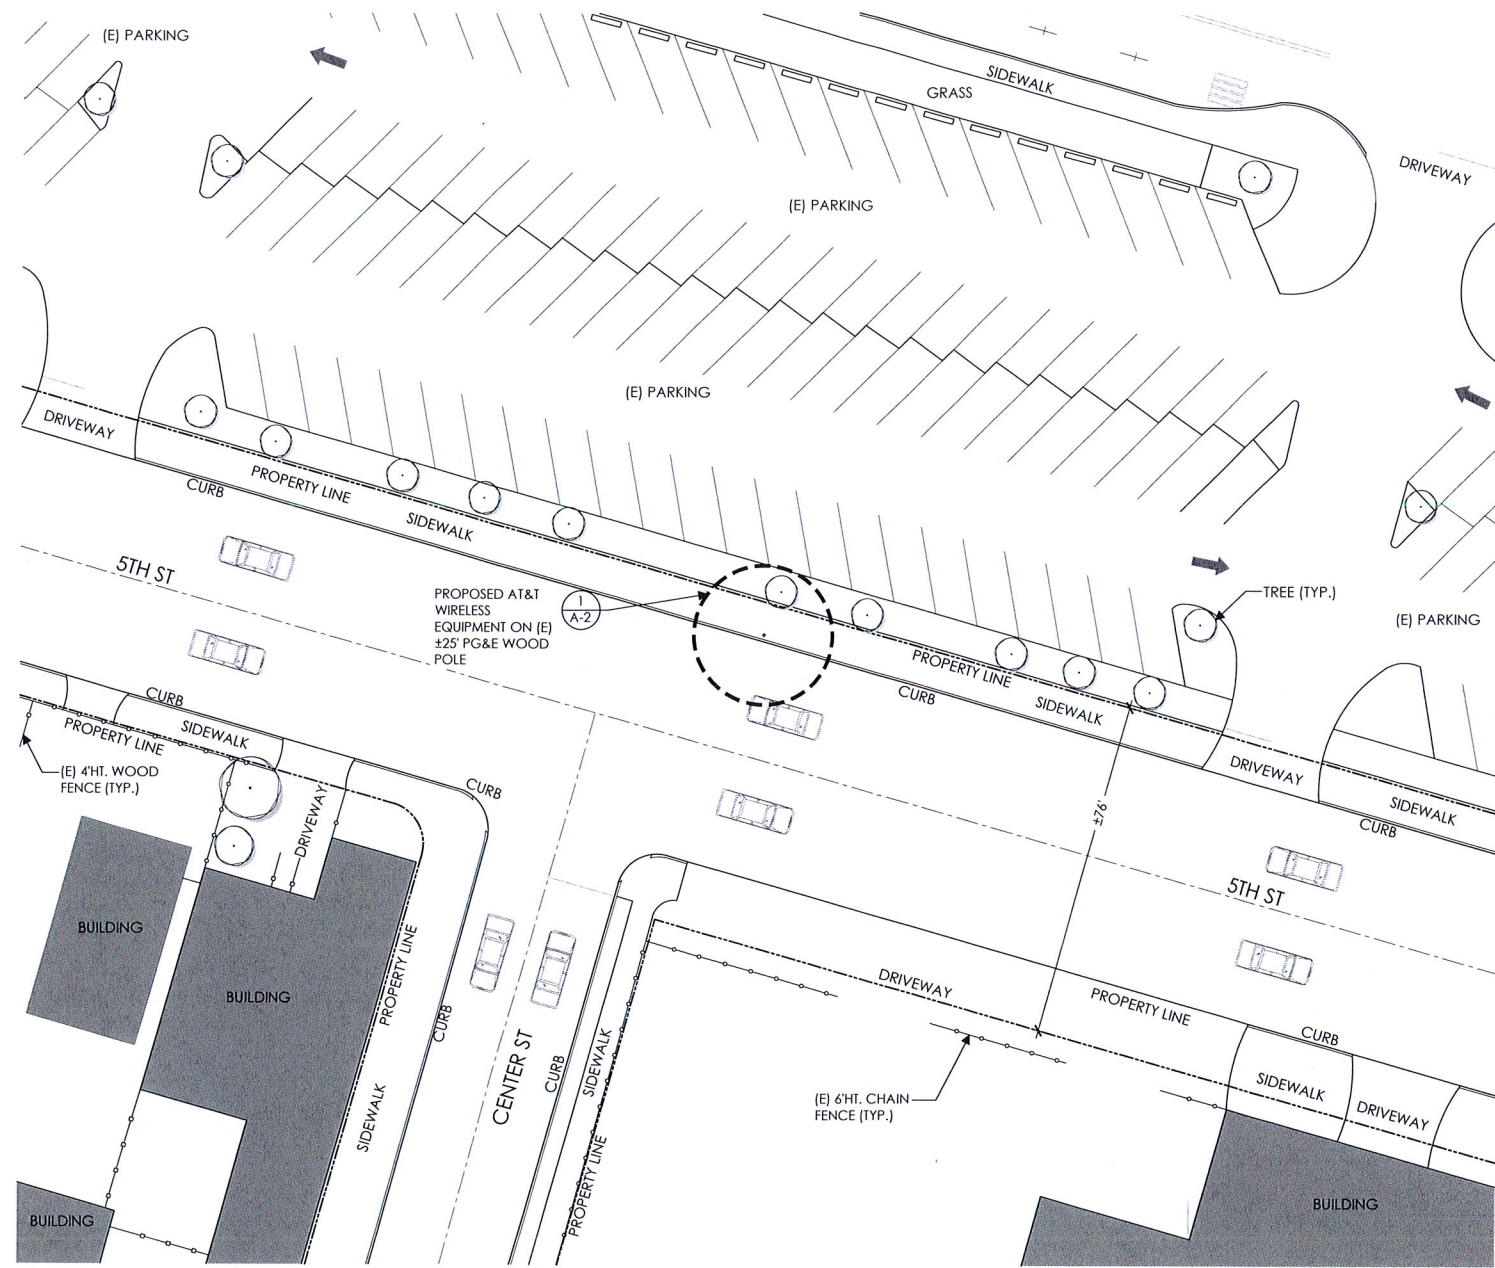 (E) PARKING
SIDEWALK
GRASS
DRIVEWAY
(E) PARKING
(E) PARKING
DRIVEWAY
PROPERTY LINE
CURB
SIDEWALK
5TH ST
PROPOSED AT&T
WIRELESS
EQUIPMENT ON (E)
±25' PG&E WOOD
POLE
1
A-2
TREE (TYP.)
(E) PARKING
PROPERTY LINE
CURB
SIDEWALK
CURB
SIDEWALK
PROPERTY LINE
(E) 4'HT. WOOD
FENCE (TYP.)
DRIVEWAY
CURB
DRIVEWAY
SIDEWALK
CURB
±76'
5TH ST
BUILDING
BUILDING
PROPERTY LINE
CURB
SIDEWALK
CENTER ST
CURB
SIDEWALK
PROPERTY LINE
DRIVEWAY
PROPERTY LINE
CURB
(E) 6'HT. CHAIN
FENCE (TYP.)
SIDEWALK
DRIVEWAY
BUILDING
BUILDING